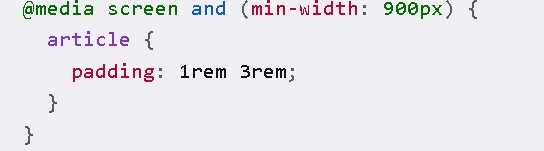 @media screen and (min-width: 900px) {
  article {
    padding: 1rem 3rem;
  }
}